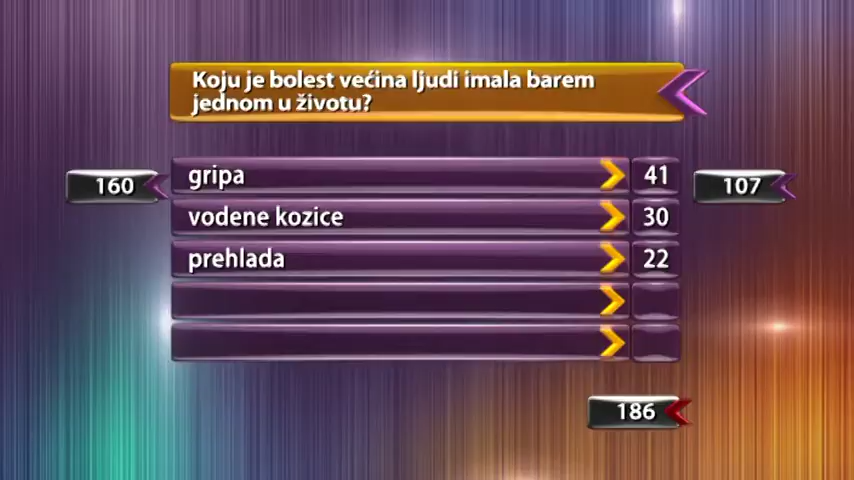 Koju je bolest većina ljudi imala barem
jednom u životu?
160
gripa 41
107
vodene kozice 30
prehlada 22
186